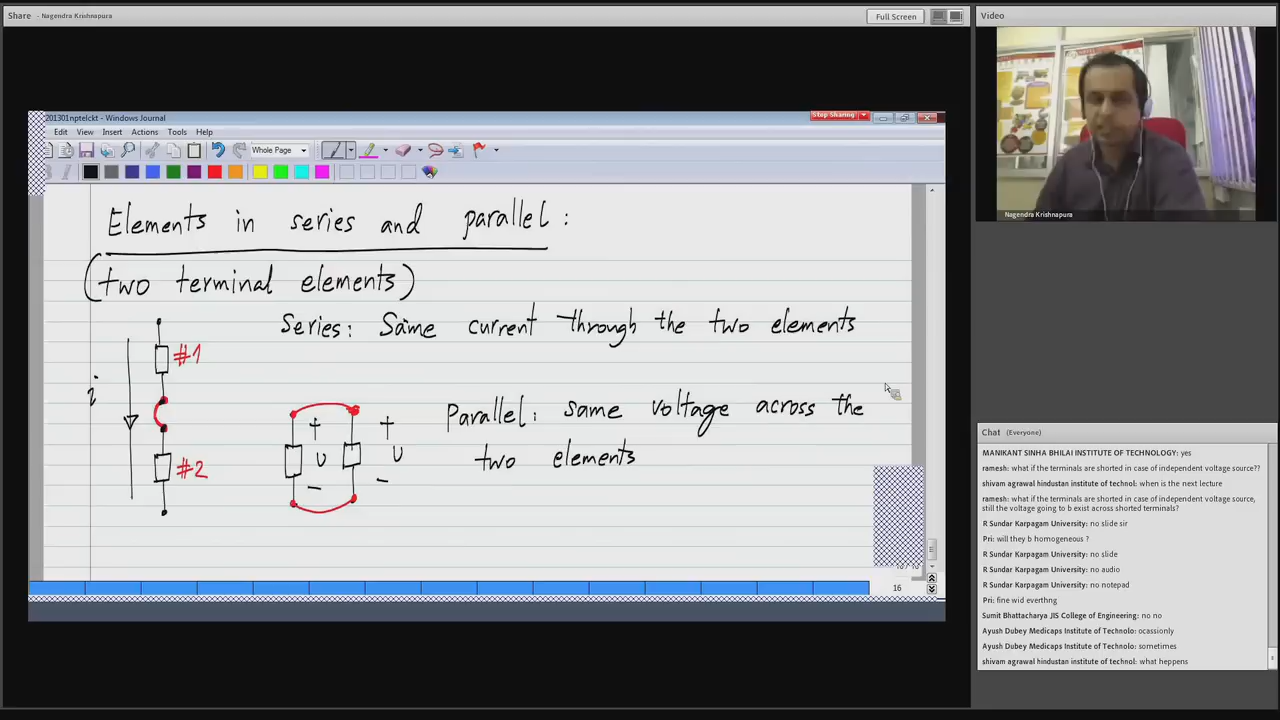 Share - Nagendra Krishnapura
Full Screen
Video
201301nptelckt - Windows Journal
Stop Sharing
Edit View Insert Actions Tools Help
Whole Page
Elements in series and parallel:
(two terminal elements)
Series: Same current through the two elements
#1
i
Parallel: same voltage across the
two elements
+ +
v v
- -
#2
16
Nagendra Krishnapura
Chat (Everyone)
MANIKANT SINHA BHILAI INSTITUTE OF TECHNOLOGY: yes
ramesh: what if the terminals are shorted in case of independent voltage source??
shivam agrawal hindustan institute of technol: when is the next lecture
ramesh: what if the terminals are shorted in case of independent voltage source,
still the voltage going to b exist across shorted terminals?
R Sundar Karpagam University: no slide sir
Pri: will they b homogeneous ?
R Sundar Karpagam University: no slide
R Sundar Karpagam University: no audio
R Sundar Karpagam University: no notepad
Pri: fine wid everthng
Sumit Bhattacharya JIS College of Engineering: no no
Ayush Dubey Medicaps Institute of Technolo: ocassionly
Ayush Dubey Medicaps Institute of Technolo: sometimes
shivam agrawal hindustan institute of technol: what happens